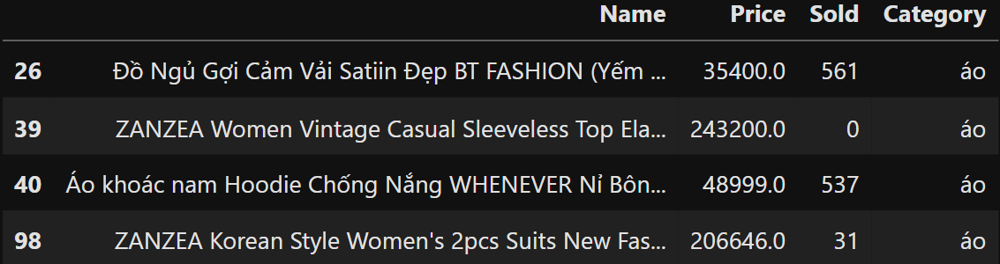 Name Price Sold Category
26 Đồ Ngủ Gợi Cảm Vải Satiin Đẹp BT FASHION (Yếm ... 35400.0 561 áo
39 ZANZEA Women Vintage Casual Sleeveless Top Ela... 243200.0 0 áo
40 Áo khoác nam Hoodie Chống Nắng WHENEVER Nỉ Bôn... 48999.0 537 áo
98 ZANZEA Korean Style Women's 2pcs Suits New Fas... 206646.0 31 áo